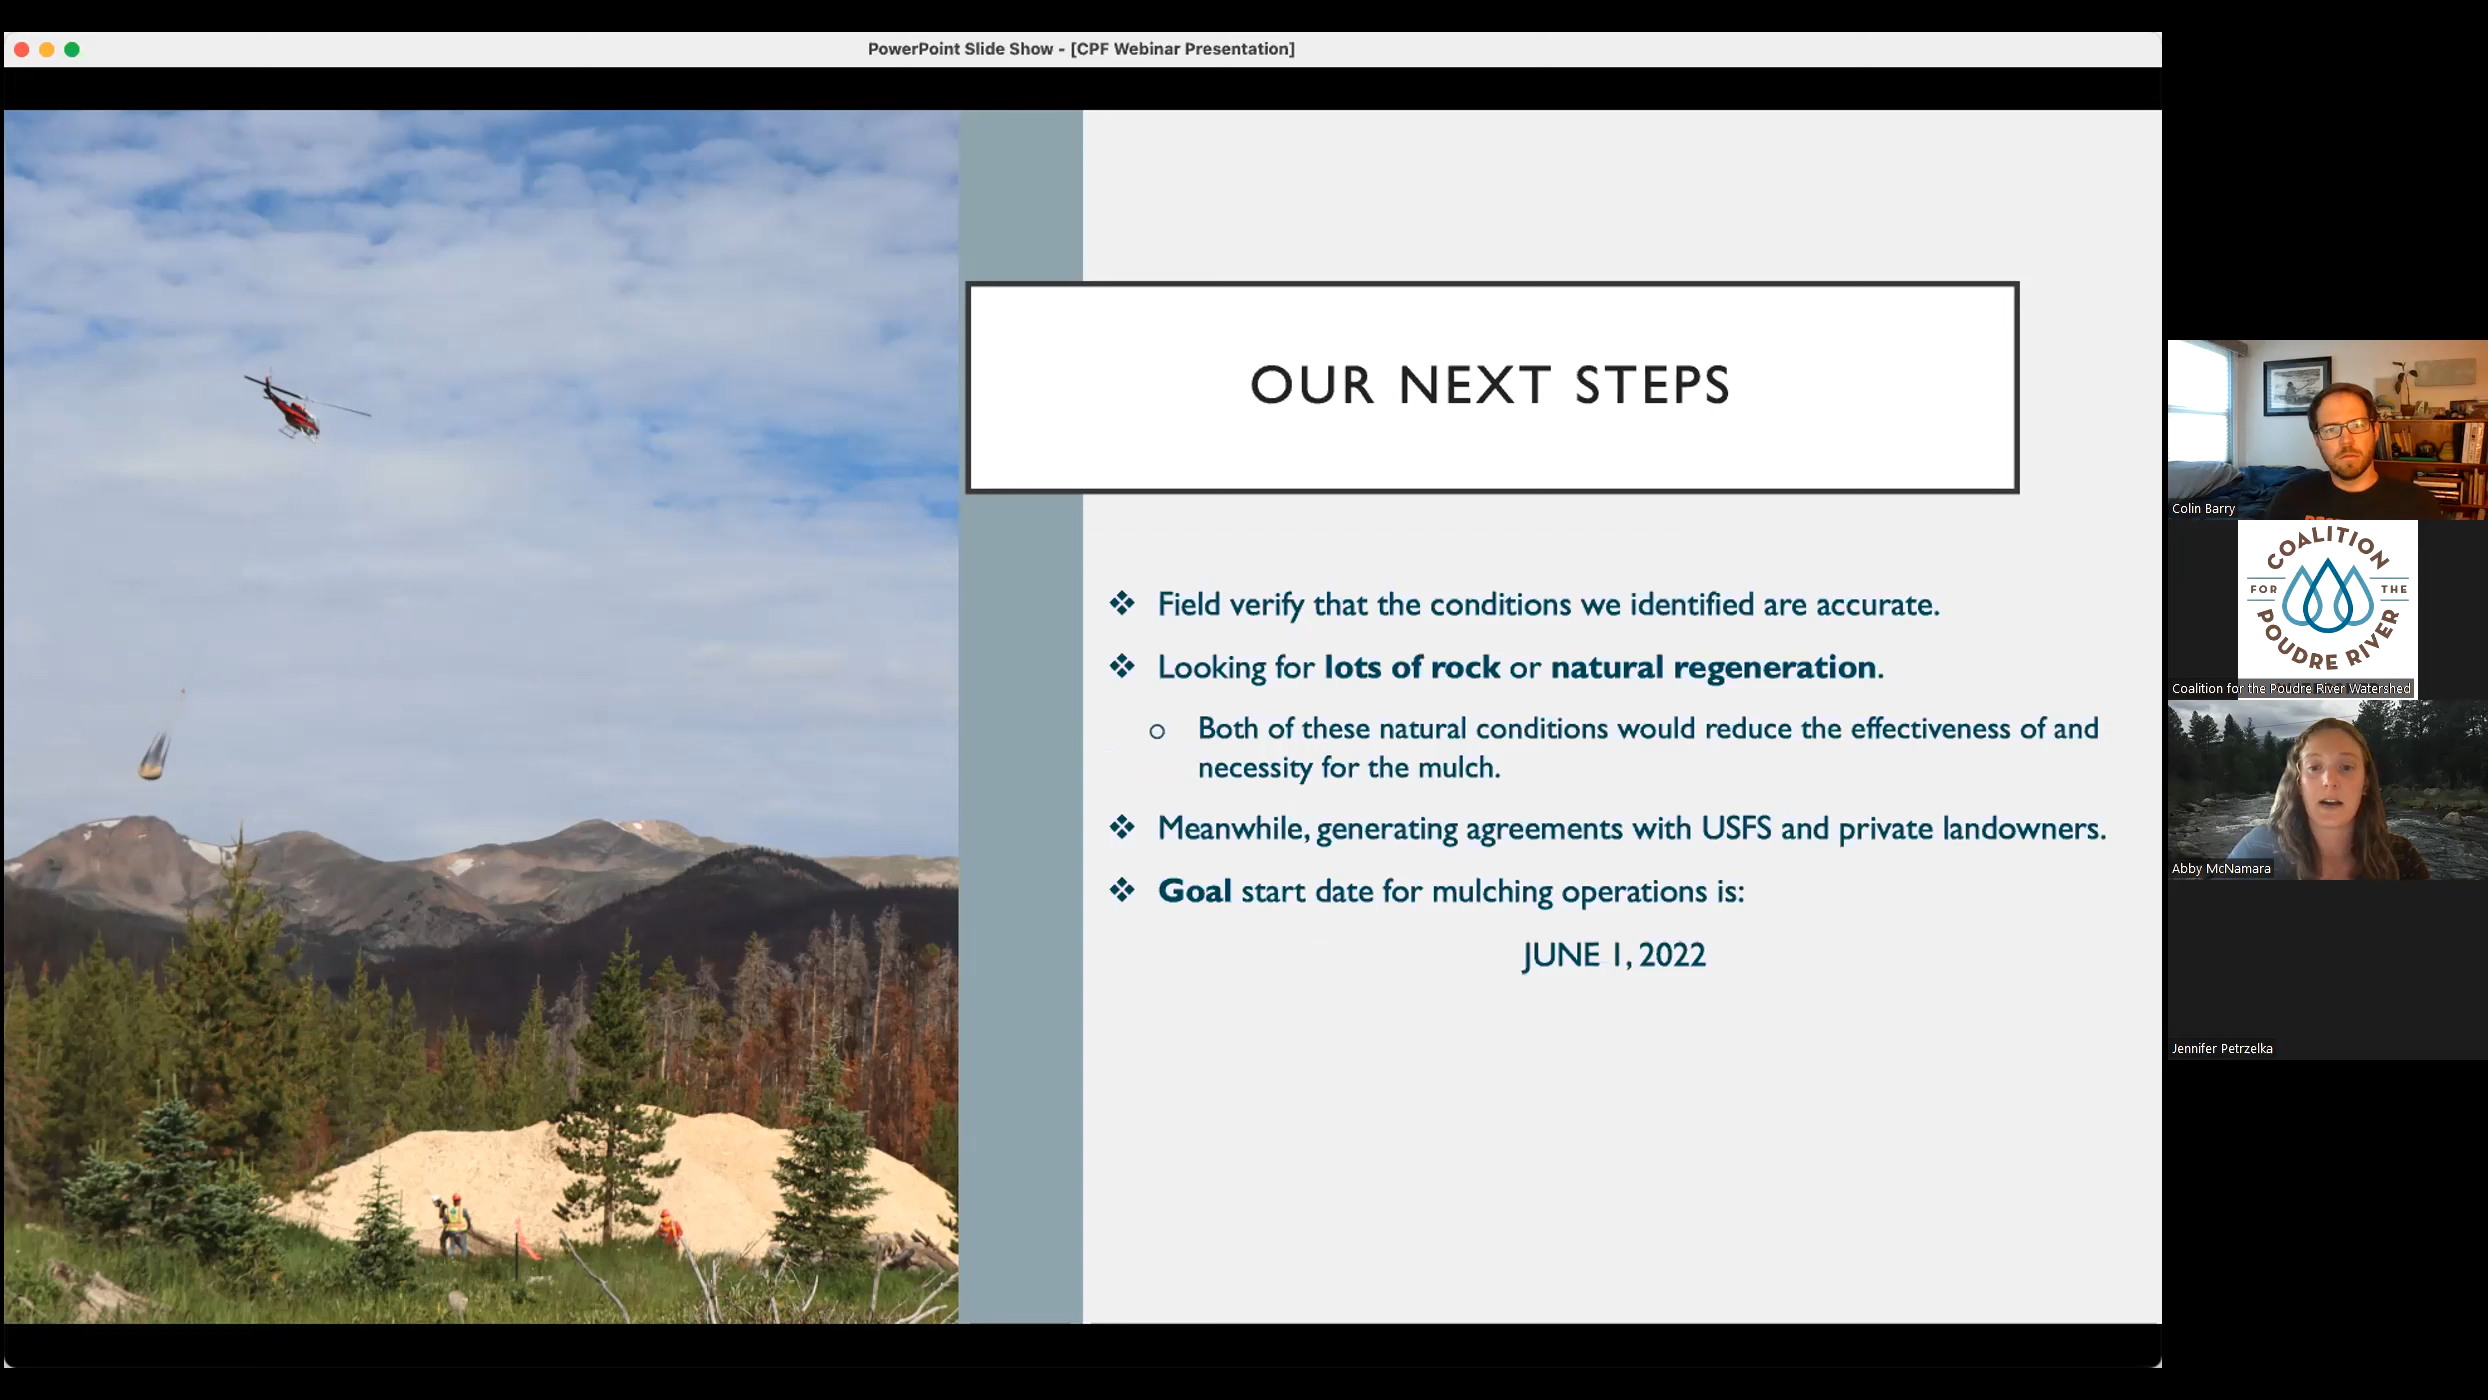 PowerPoint Slide Show - [CPF Webinar Presentation]
OUR NEXT STEPS
Field verify that the conditions we identified are accurate.
Looking for lots of rock or natural regeneration.
Both of these natural conditions would reduce the effectiveness of and
necessity for the mulch.
Meanwhile, generating agreements with USFS and private landowners.
Goal start date for mulching operations is:
JUNE 1, 2022
Colin Barry
COALITION
FOR THE
POUDRE RIVER
Coalition for the Poudre River Watershed
Abby McNamara
Jennifer Petrzelka